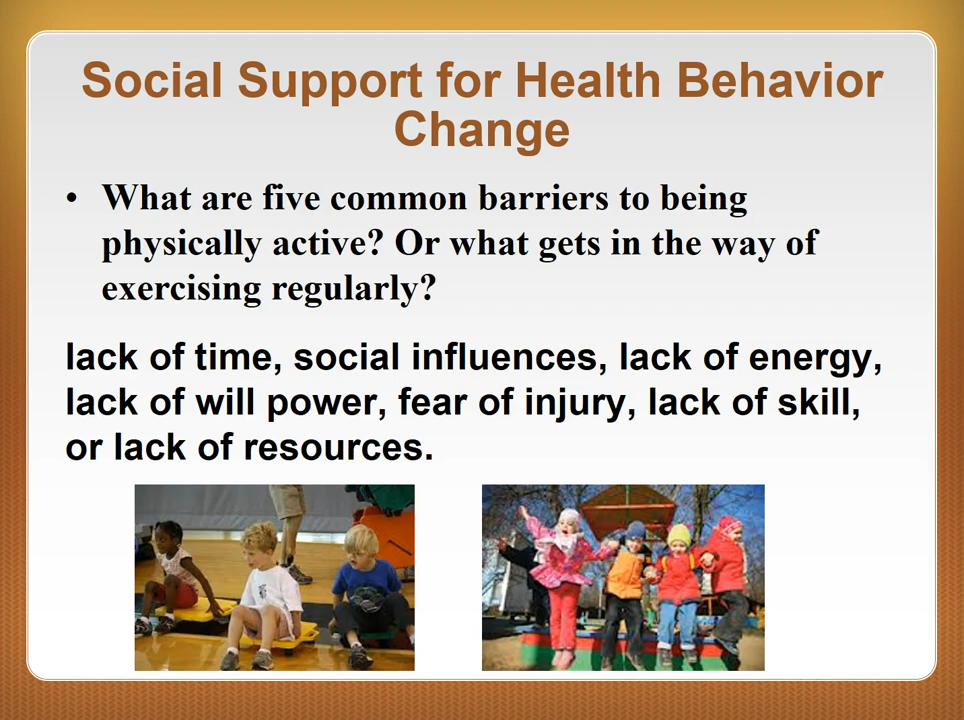 Social Support for Health Behavior
Change
• What are five common barriers to being
physically active? Or what gets in the way of
exercising regularly?
lack of time, social influences, lack of energy,
lack of will power, fear of injury, lack of skill,
or lack of resources.